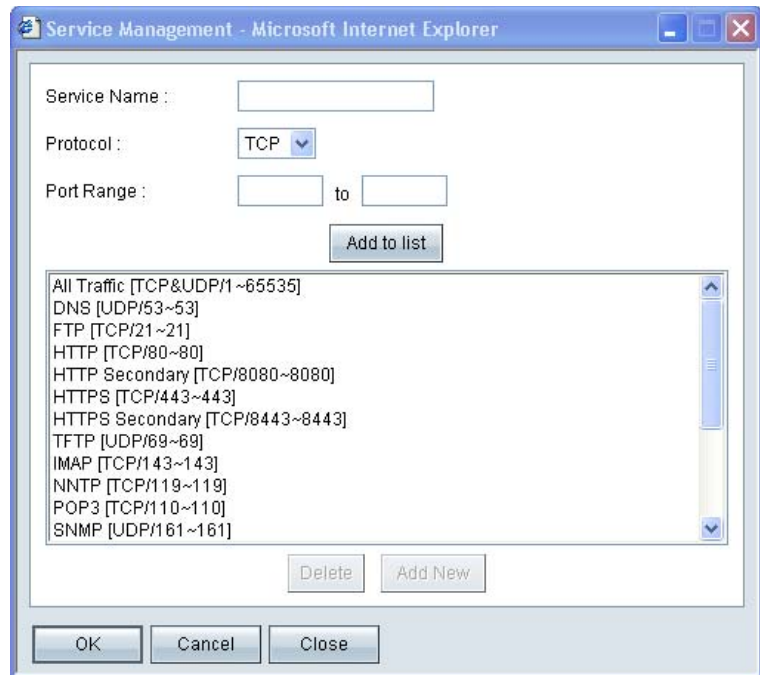 Service Management - Microsoft Internet Explorer
Service Name :
Protocol : TCP
Port Range : to
Add to list
All Traffic [TCP&UDP/1~65535]
DNS [UDP/53~53]
FTP [TCP/21~21]
HTTP [TCP/80~80]
HTTP Secondary [TCP/8080~8080]
HTTPS [TCP/443~443]
HTTPS Secondary [TCP/8443~8443]
TFTP [UDP/69~69]
IMAP [TCP/143~143]
NNTP [TCP/119~119]
POP3 [TCP/110~110]
SNMP [UDP/161~161]
Delete Add New
OK Cancel Close